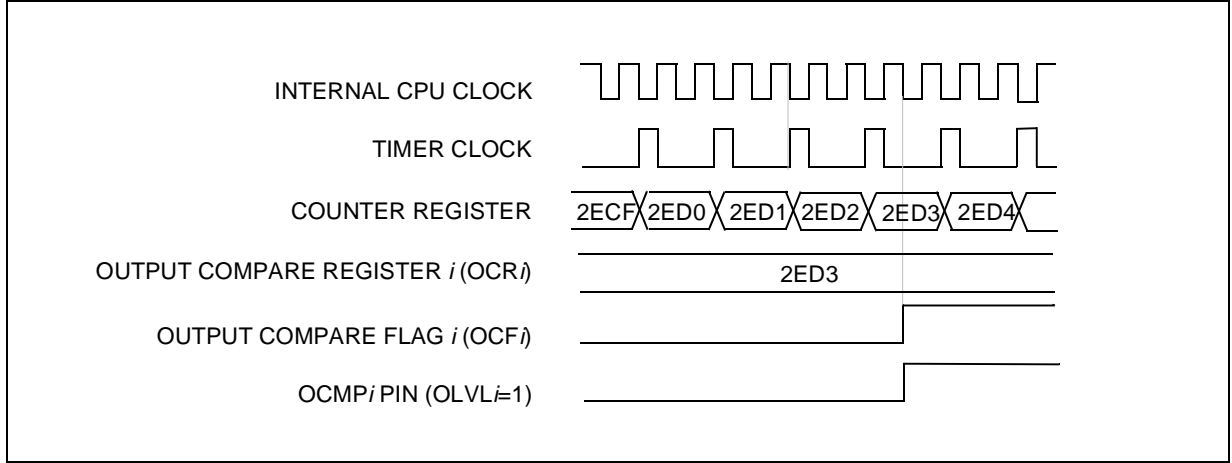 INTERNAL CPU CLOCK
TIMER CLOCK
COUNTER REGISTER
2ECF 2ED0 2ED1 2ED2 2ED3 2ED4
OUTPUT COMPARE REGISTER i (OCRi)
2ED3
OUTPUT COMPARE FLAG i (OCFi)
OCMPi PIN (OLVLi=1)